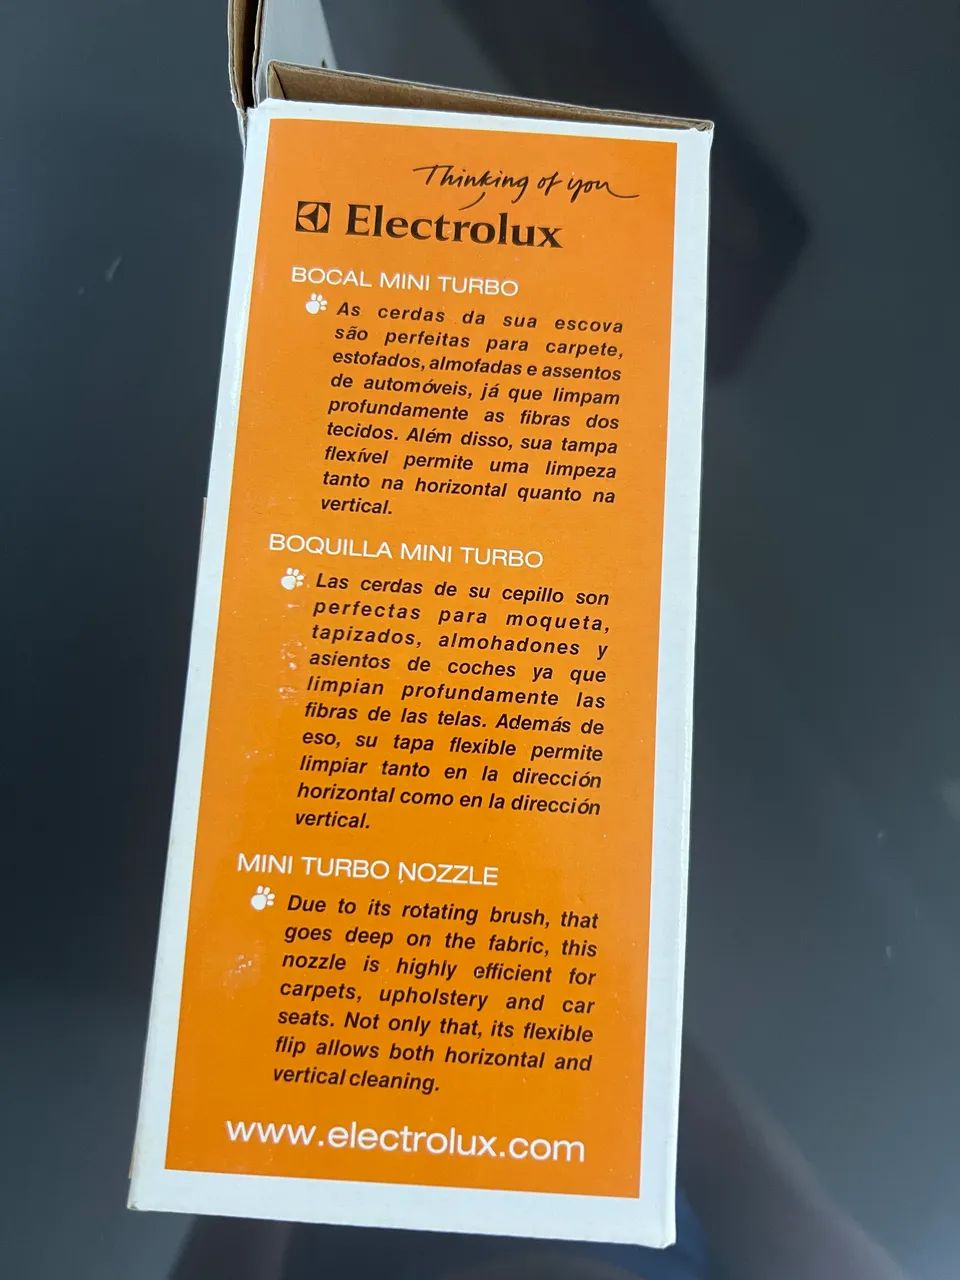 Thinking of you
Electrolux
BOCAL MINI TURBO
As cerdas da sua escova
são perfeitas para carpete,
estofados, almofadas e assentos
de automóveis, já que limpam
profundamente as fibras dos
tecidos. Além disso, sua tampa
flexível permite uma limpeza
tanto na horizontal quanto na
vertical.
BOQUILLA MINI TURBO
Las cerdas de su cepillo son
perfectas para moqueta,
tapizados, almohadones y
asientos de coches ya que
limpian profundamente las
fibras de las telas. Además de
eso, su tapa flexible permite
limpiar tanto en la dirección
horizontal como en la dirección
vertical.
MINI TURBO NOZZLE
Due to its rotating brush, that
goes deep on the fabric, this
nozzle is highly efficient for
carpets, upholstery and car
seats. Not only that, its flexible
flip allows both horizontal and
vertical cleaning.
www.electrolux.com